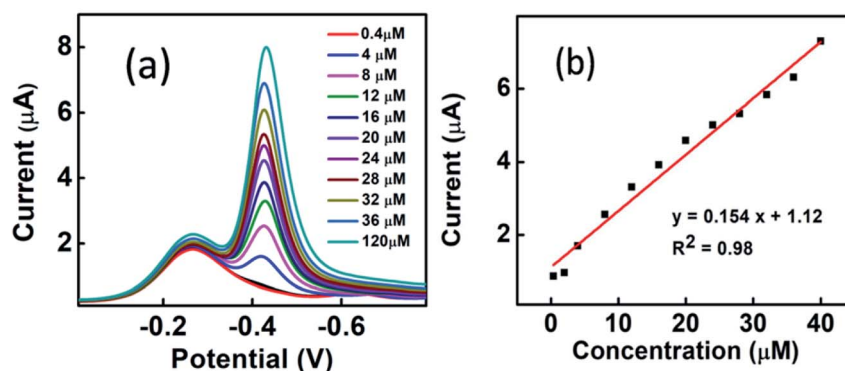 (a)
8
6
4
2
-0.2
-0.4
-0.6
Current (μA)
Potential (V)
0.4μM
4 μM
8 μM
12 μM
16 μM
20 μM
24 μM
28 μM
32 μM
36 μM
120μM
(b)
6
4
2
0
10
20
30
40
Current (μA)
Concentration (μM)
y = 0.154 x + 1.12
R² = 0.98